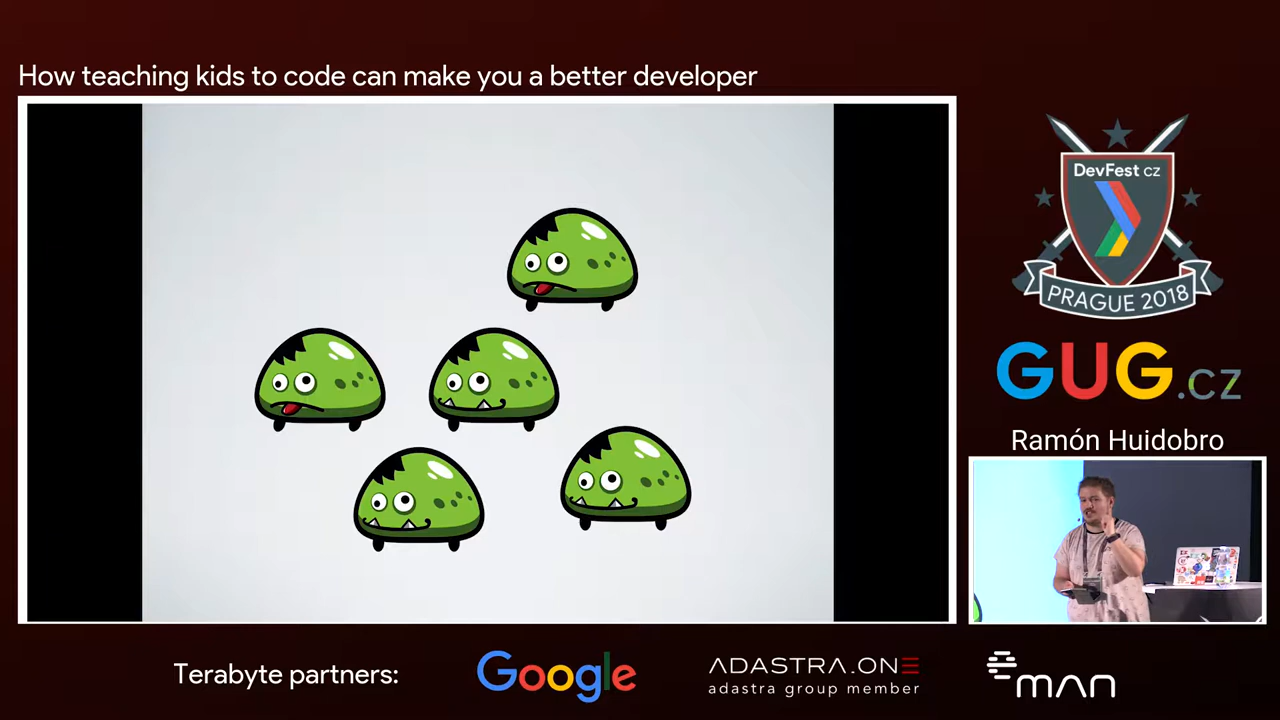 How teaching kids to code can make you a better developer
DevFest cz
PRAGUE 2018
GUG.cz
Ramón Huidobro
Terabyte partners:
Google
ADASTRA.ONE
adastra group member
eMAN